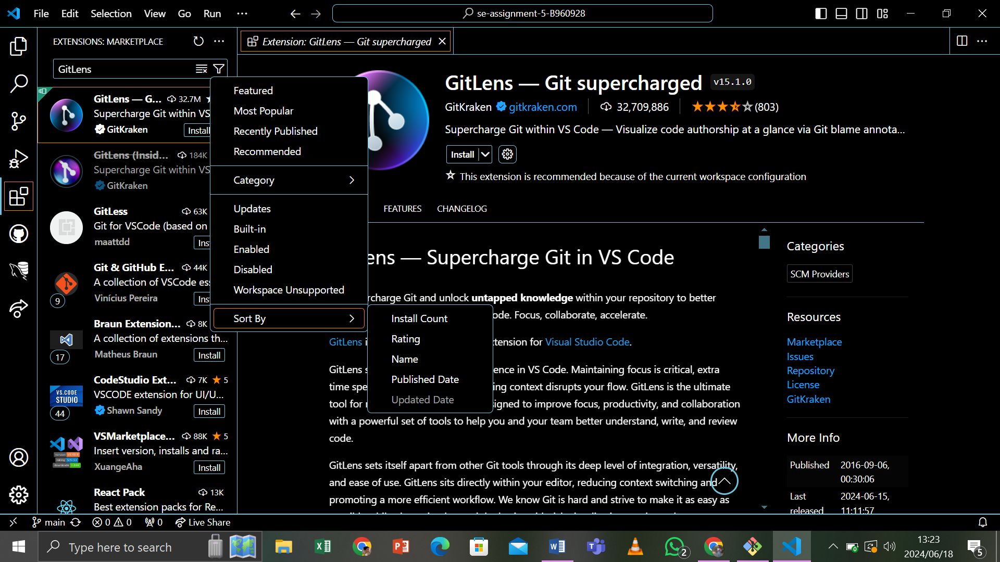 File Edit Selection View Go Run ···
se-assignment-5-B960928
EXTENSIONS: MARKETPLACE
GitLens
GitLens — G... 32.7M
Supercharge Git within VS
GitKraken
Install
GitLens (Insid... 184K
Supercharge Git within VS
GitKraken
GitLess 63K
Git for VSCode (based on
maattdd
Ins
Git & GitHub E... 44K
A collection of VSCode es
Vinícius Pereira
Ins
9
Braun Extension... 8K
A collection of extensions th...
Matheus Braun
Install
17
CodeStudio Ext... 7K 5
VS.CODE
STUDIO
VSCODE extension for UI/U...
Shawn Sandy
Install
44
VSMarketplace... 88K 5
Insert version, installs and ra...
XuangeAha
Install
React Pack 13K
Best extension packs for Re...
Featured
Most Popular
Recently Published
Recommended
Category
Updates
Built-in
Enabled
Disabled
Workspace Unsupported
Sort By
Install Count
Rating
Name
Published Date
Updated Date
Extension: GitLens — Git supercharged
GitLens — Git supercharged v15.1.0
GitKraken gitkraken.com 32,709,886 (803)
Supercharge Git within VS Code — Visualize code authorship at a glance via Git blame annota...
Install
This extension is recommended because of the current workspace configuration
FEATURES CHANGELOG
ens — Supercharge Git in VS Code
rcharge Git and unlock untapped knowledge within your repository to better
ode. Focus, collaborate, accelerate.
GitLens i tension for Visual Studio Code.
GitLens s ence in VS Code. Maintaining focus is critical, extra
time spe ing context disrupts your flow. GitLens is the ultimate
tool for igned to improve focus, productivity, and collaboration
with a powerful set of tools to help you and your team better understand, write, and review
code.
GitLens sets itself apart from other Git tools through its deep level of integration, versatility,
and ease of use. GitLens sits directly within your editor, reducing context switching and
promoting a more efficient workflow. We know Git is hard and strive to make it as easy as
Categories
SCM Providers
Resources
Marketplace
Issues
Repository
License
GitKraken
More Info
Published 2016-09-06,
00:30:06
Last 2024-06-15,
released 11:11:57
main 0 0 0 Live Share
Type here to search
2
13:23
2024/06/18
5